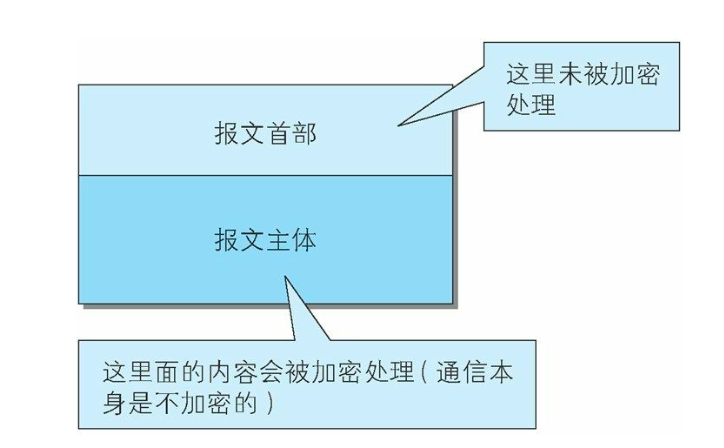 这里未被加密
处理
报文首部
报文主体
这里面的内容会被加密处理（通信本
身是不加密的）